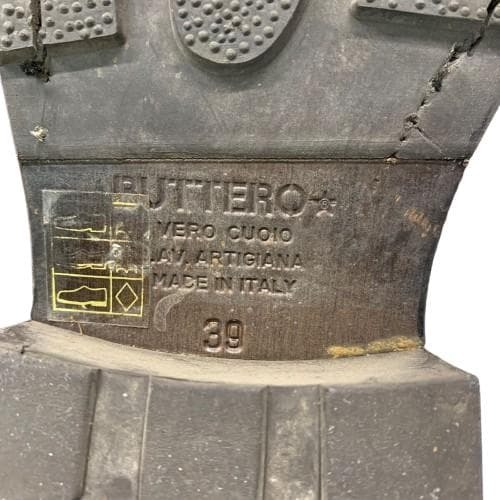 BUTTERO ®
VERO CUOIO
LAV. ARTIGIANA
MADE IN ITALY
39